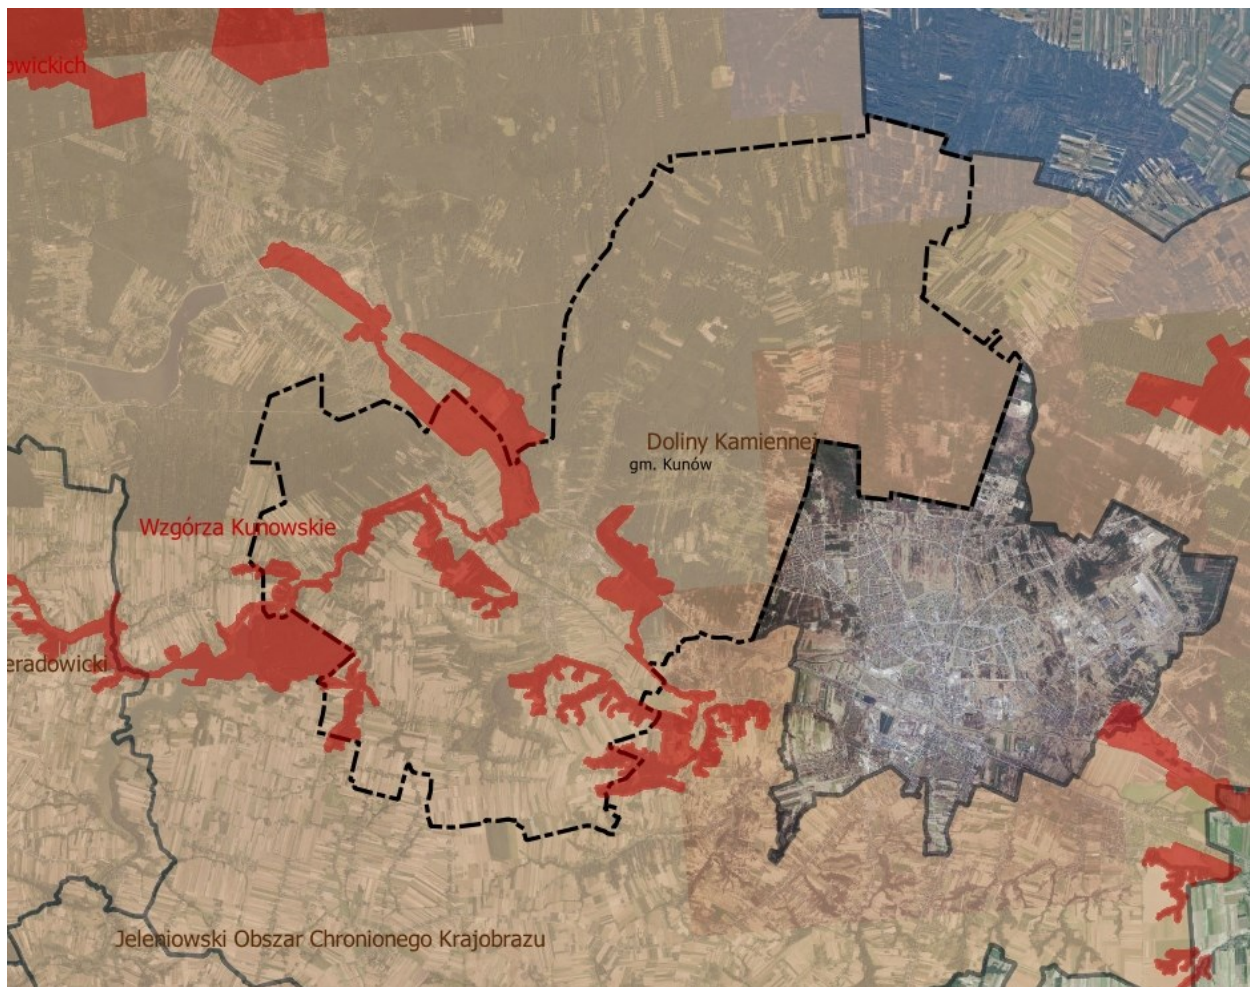 owickich
Doliny Kamiennej
gm. Kunów
Wzgórza Kunowskie
eradowicki
Jeleniowski Obszar Chronionego Krajobrazu